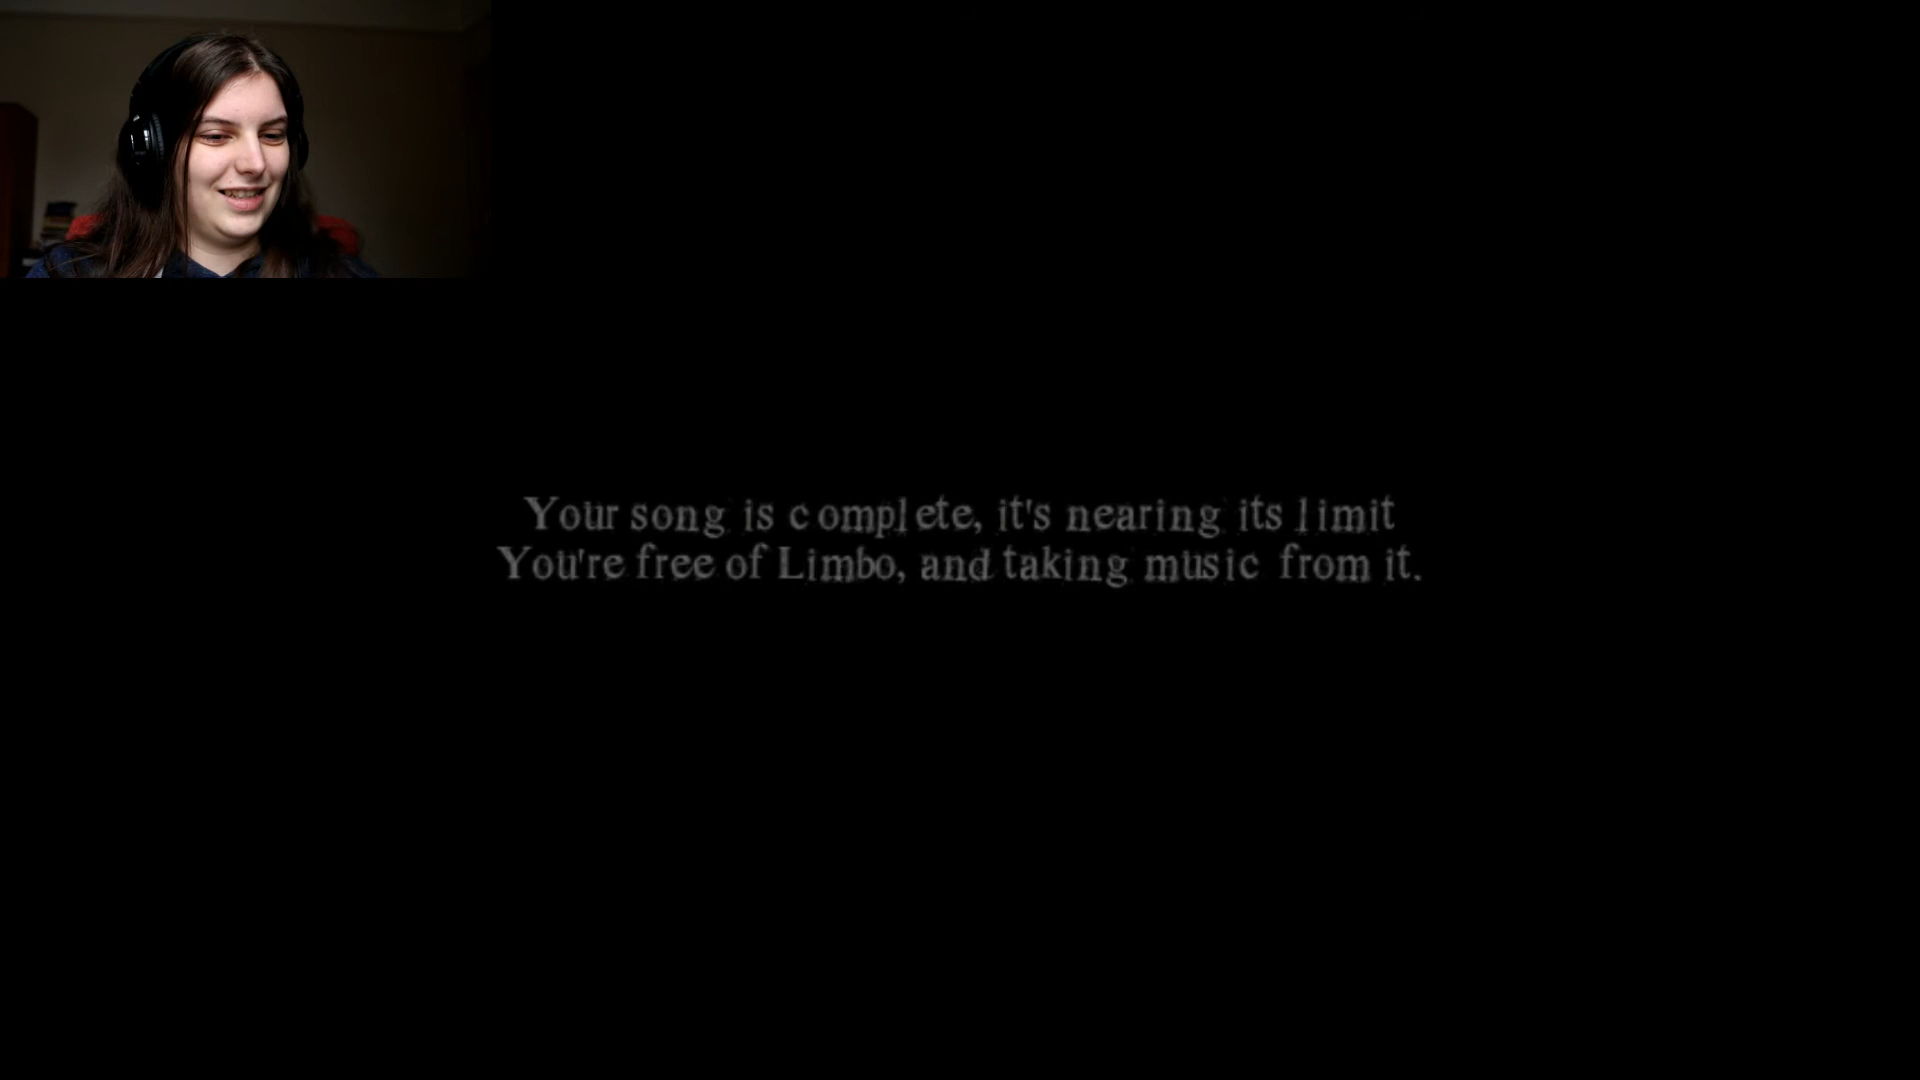 Your song is complete, it's nearing its limit
You're free of Limbo, and taking music from it.